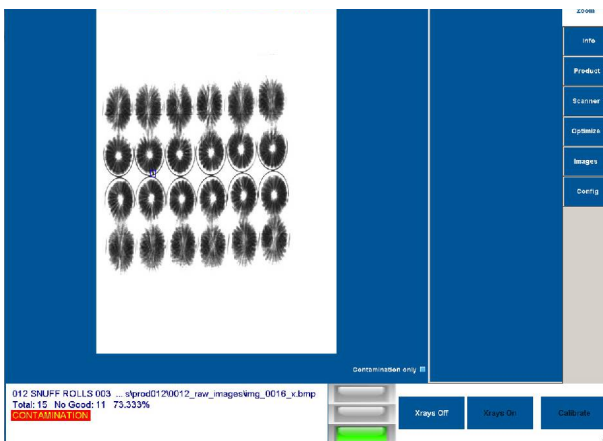 Zoom
Info
Product
Scanner
Optimize
Images
Config
Contamination only
012 SNUFF ROLLS 003 ... s\prod012\0012_raw_images\img_0016_x.bmp
Total: 15 No Good: 11 73.333%
CONTAMINATION
Xrays Off
Xrays On
Calibrate